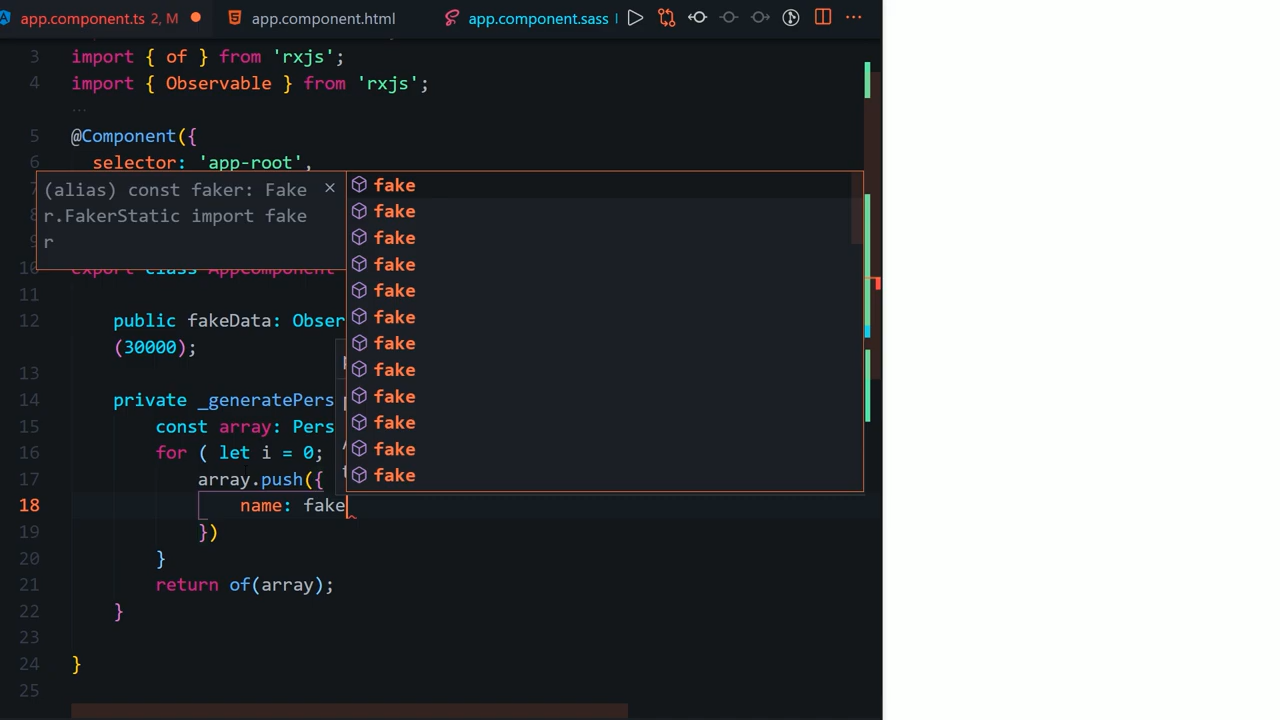 app.component.ts 2, M app.component.html app.component.sass
3 import { of } from 'rxjs';
4 import { Observable } from 'rxjs';
...
5 @Component({
6 selector: 'app-root',
(alias) const faker: Fake
r.FakerStatic import fake
r
fake
fake
fake
fake
fake
fake
fake
fake
fake
fake
fake
fake
10 export class AppComponent
11
12 public fakeData: Obser
(30000);
13
14 private _generatePers
15 const array: Pers
16 for ( let i = 0;
17 array.push({
18 name: fake
19 })
20 }
21 return of(array);
22 }
23
24 }
25